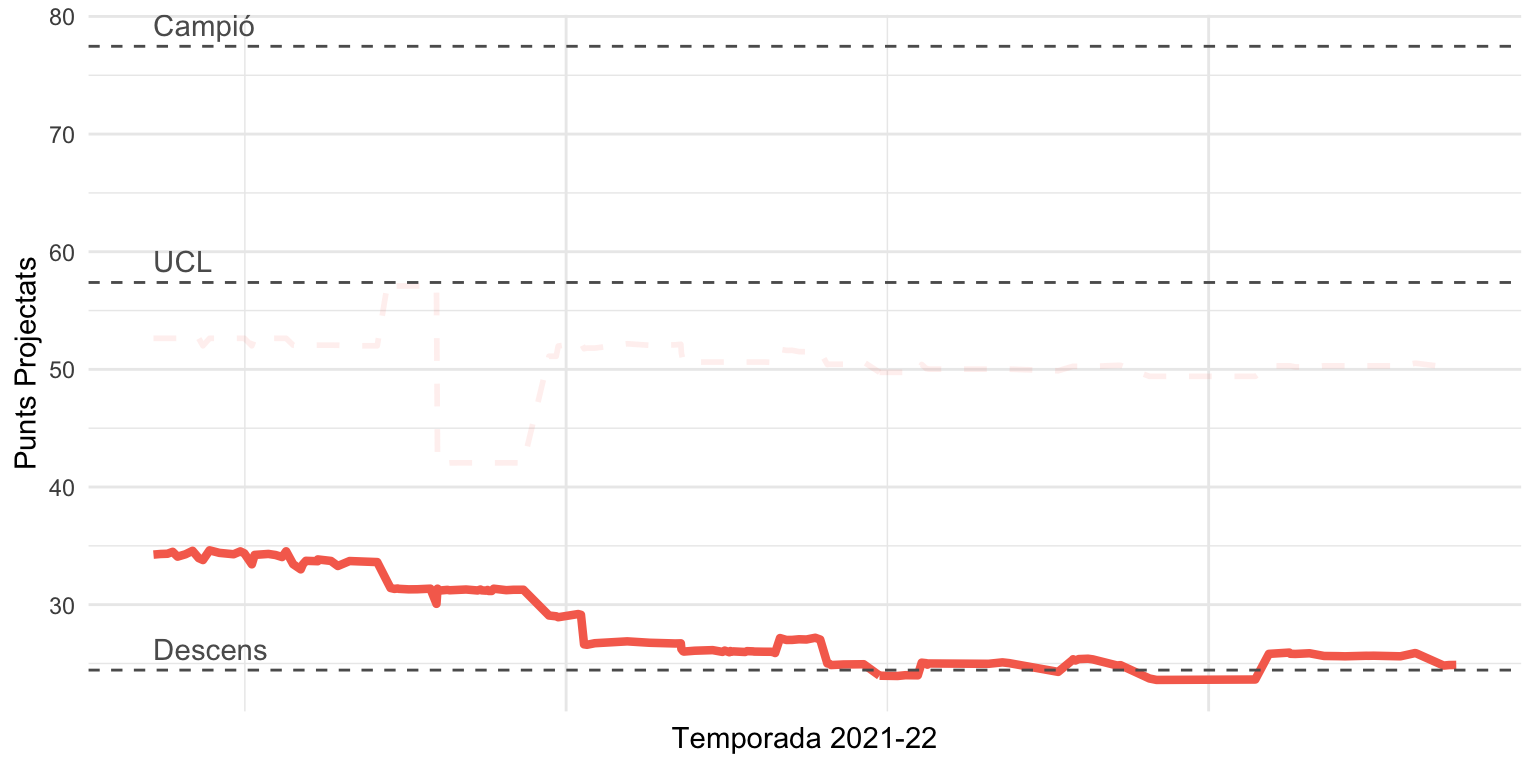 80
Campió
70
60
UCL
50
40
30
Descens
Punts Projectats
Temporada 2021-22